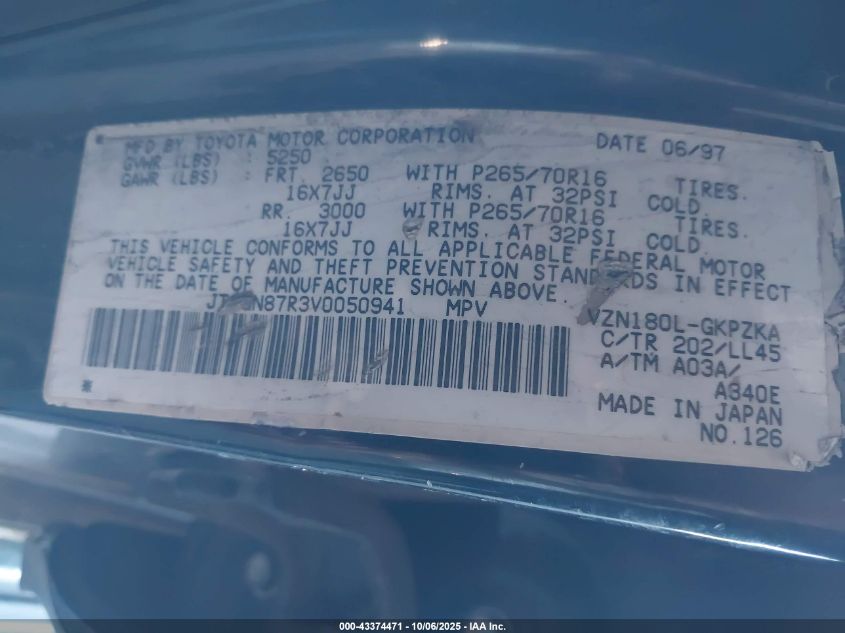 MFD BY TOYOTA MOTOR CORPORATION DATE 06/97
GVWR (LBS) : 5250
GAWR (LBS) : FRT. 2650 WITH P265/70R16 TIRES.
16X7JJ RIMS. AT 32PSI COLD.
RR. 3000 WITH P265/70R16 TIRES.
16X7JJ RIMS. AT 32PSI COLD.
THIS VEHICLE CONFORMS TO ALL APPLICABLE FEDERAL MOTOR
VEHICLE SAFETY AND THEFT PREVENTION STANDARDS IN EFFECT
ON THE DATE OF MANUFACTURE SHOWN ABOVE.
N87R3V0050941 MPV
VZN180L-GKPZKA
C/TR 202/LL45
A/TM A03A/
A340E
MADE IN JAPAN
NO.126
000-43374471 - 10/06/2025 - IAA Inc.